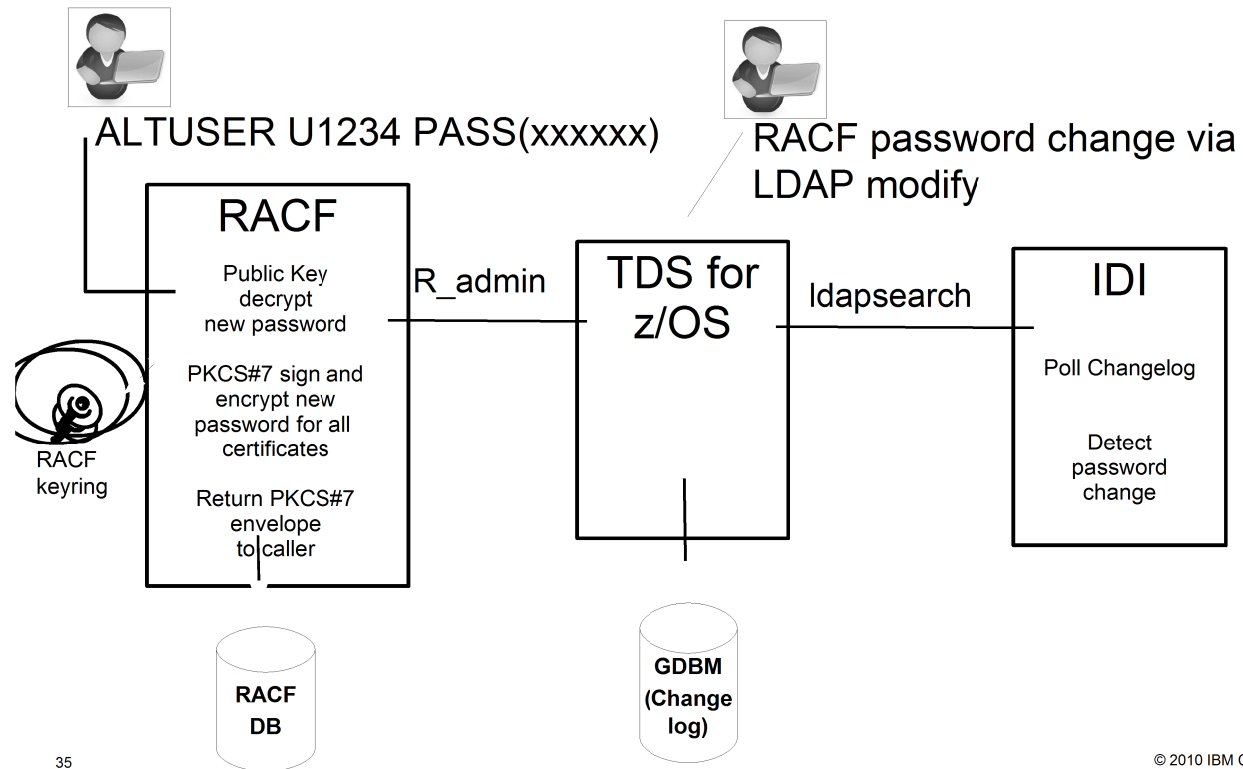 ALTUSER U1234 PASS(xxxxxx)
RACF password change via
LDAP modify
RACF
Public Key
decrypt
new password
PKCS#7 sign and
encrypt new
password for all
certificates
Return PKCS#7
envelope
to caller
RACF
keyring
R_admin
TDS for
z/OS
ldapsearch
IDI
Poll Changelog
Detect
password
change
RACF
DB
GDBM
(Change
log)
35
© 2010 IBM